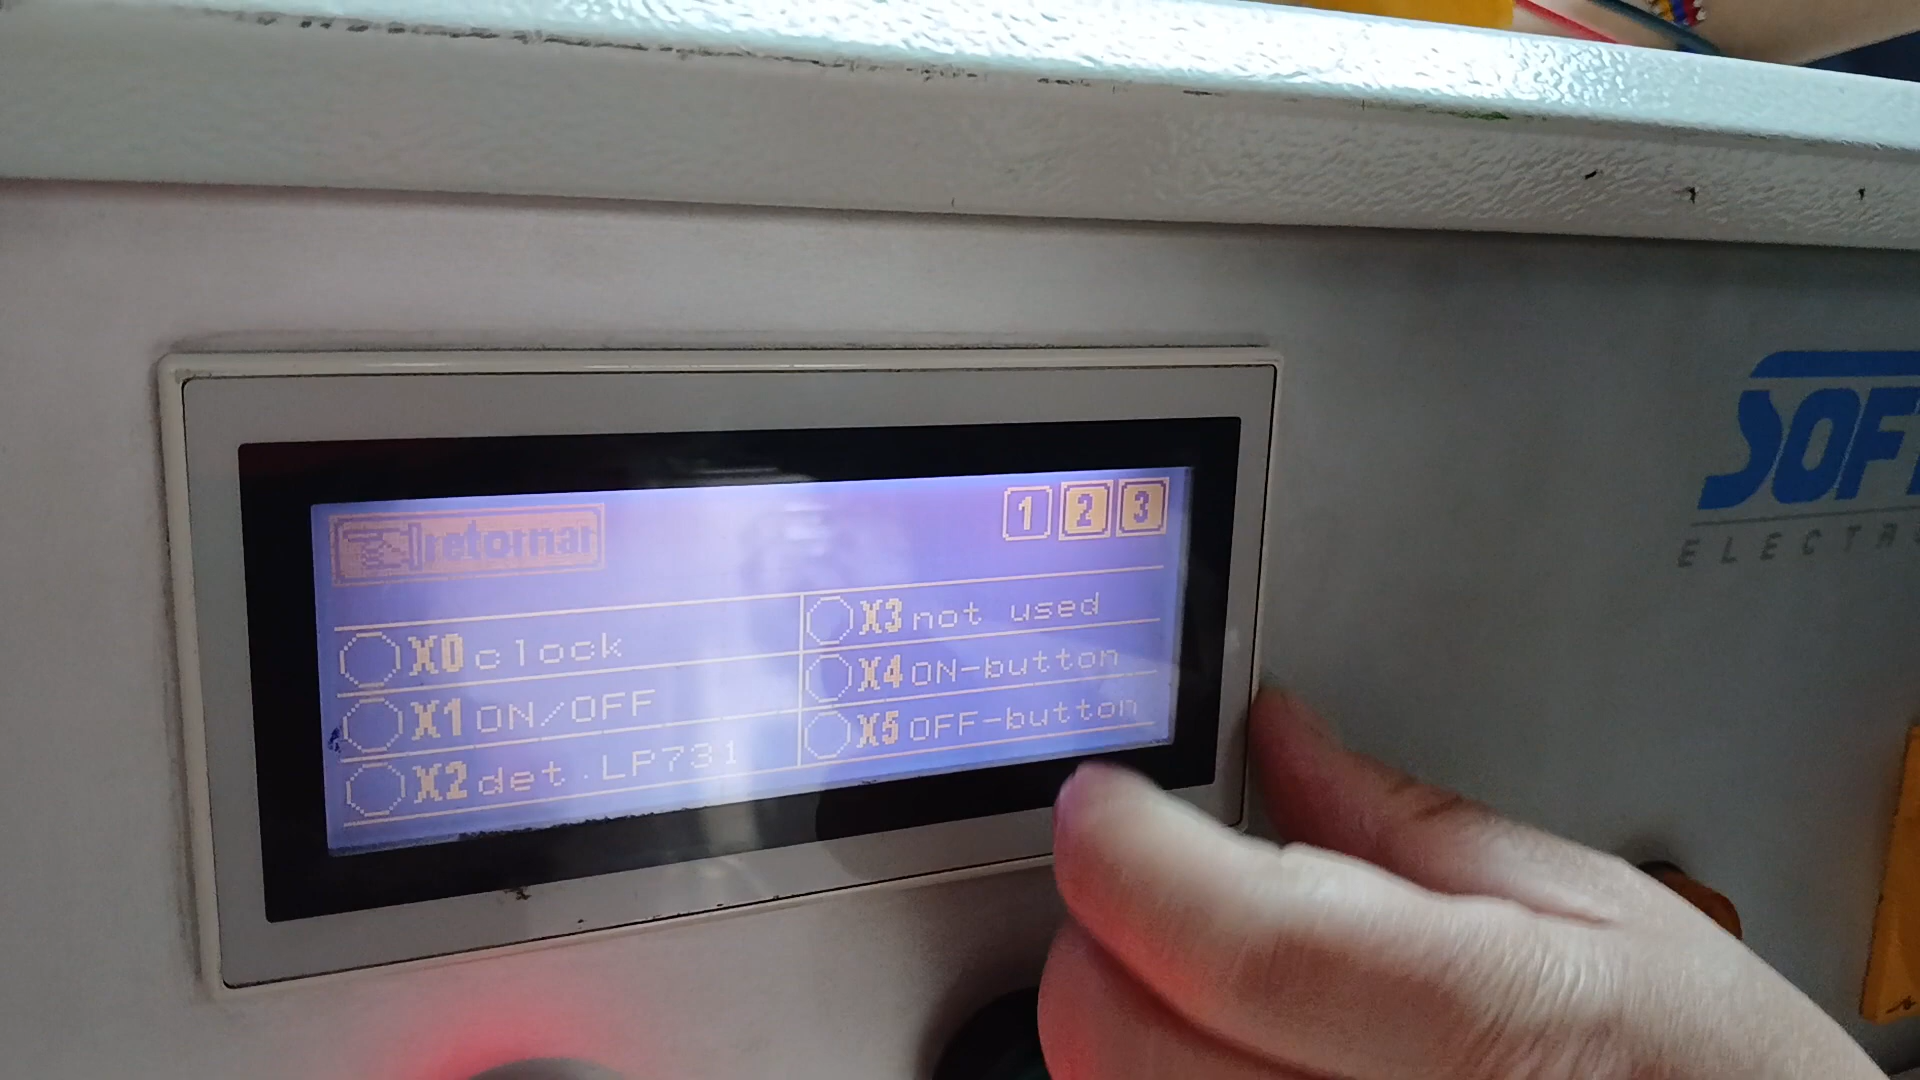 retornar
1 2 3
X0 clock
X1 ON/OFF
X2 det.LP731
X3 not used
X4 ON-button
X5 OFF-button
SOF
ELECTR